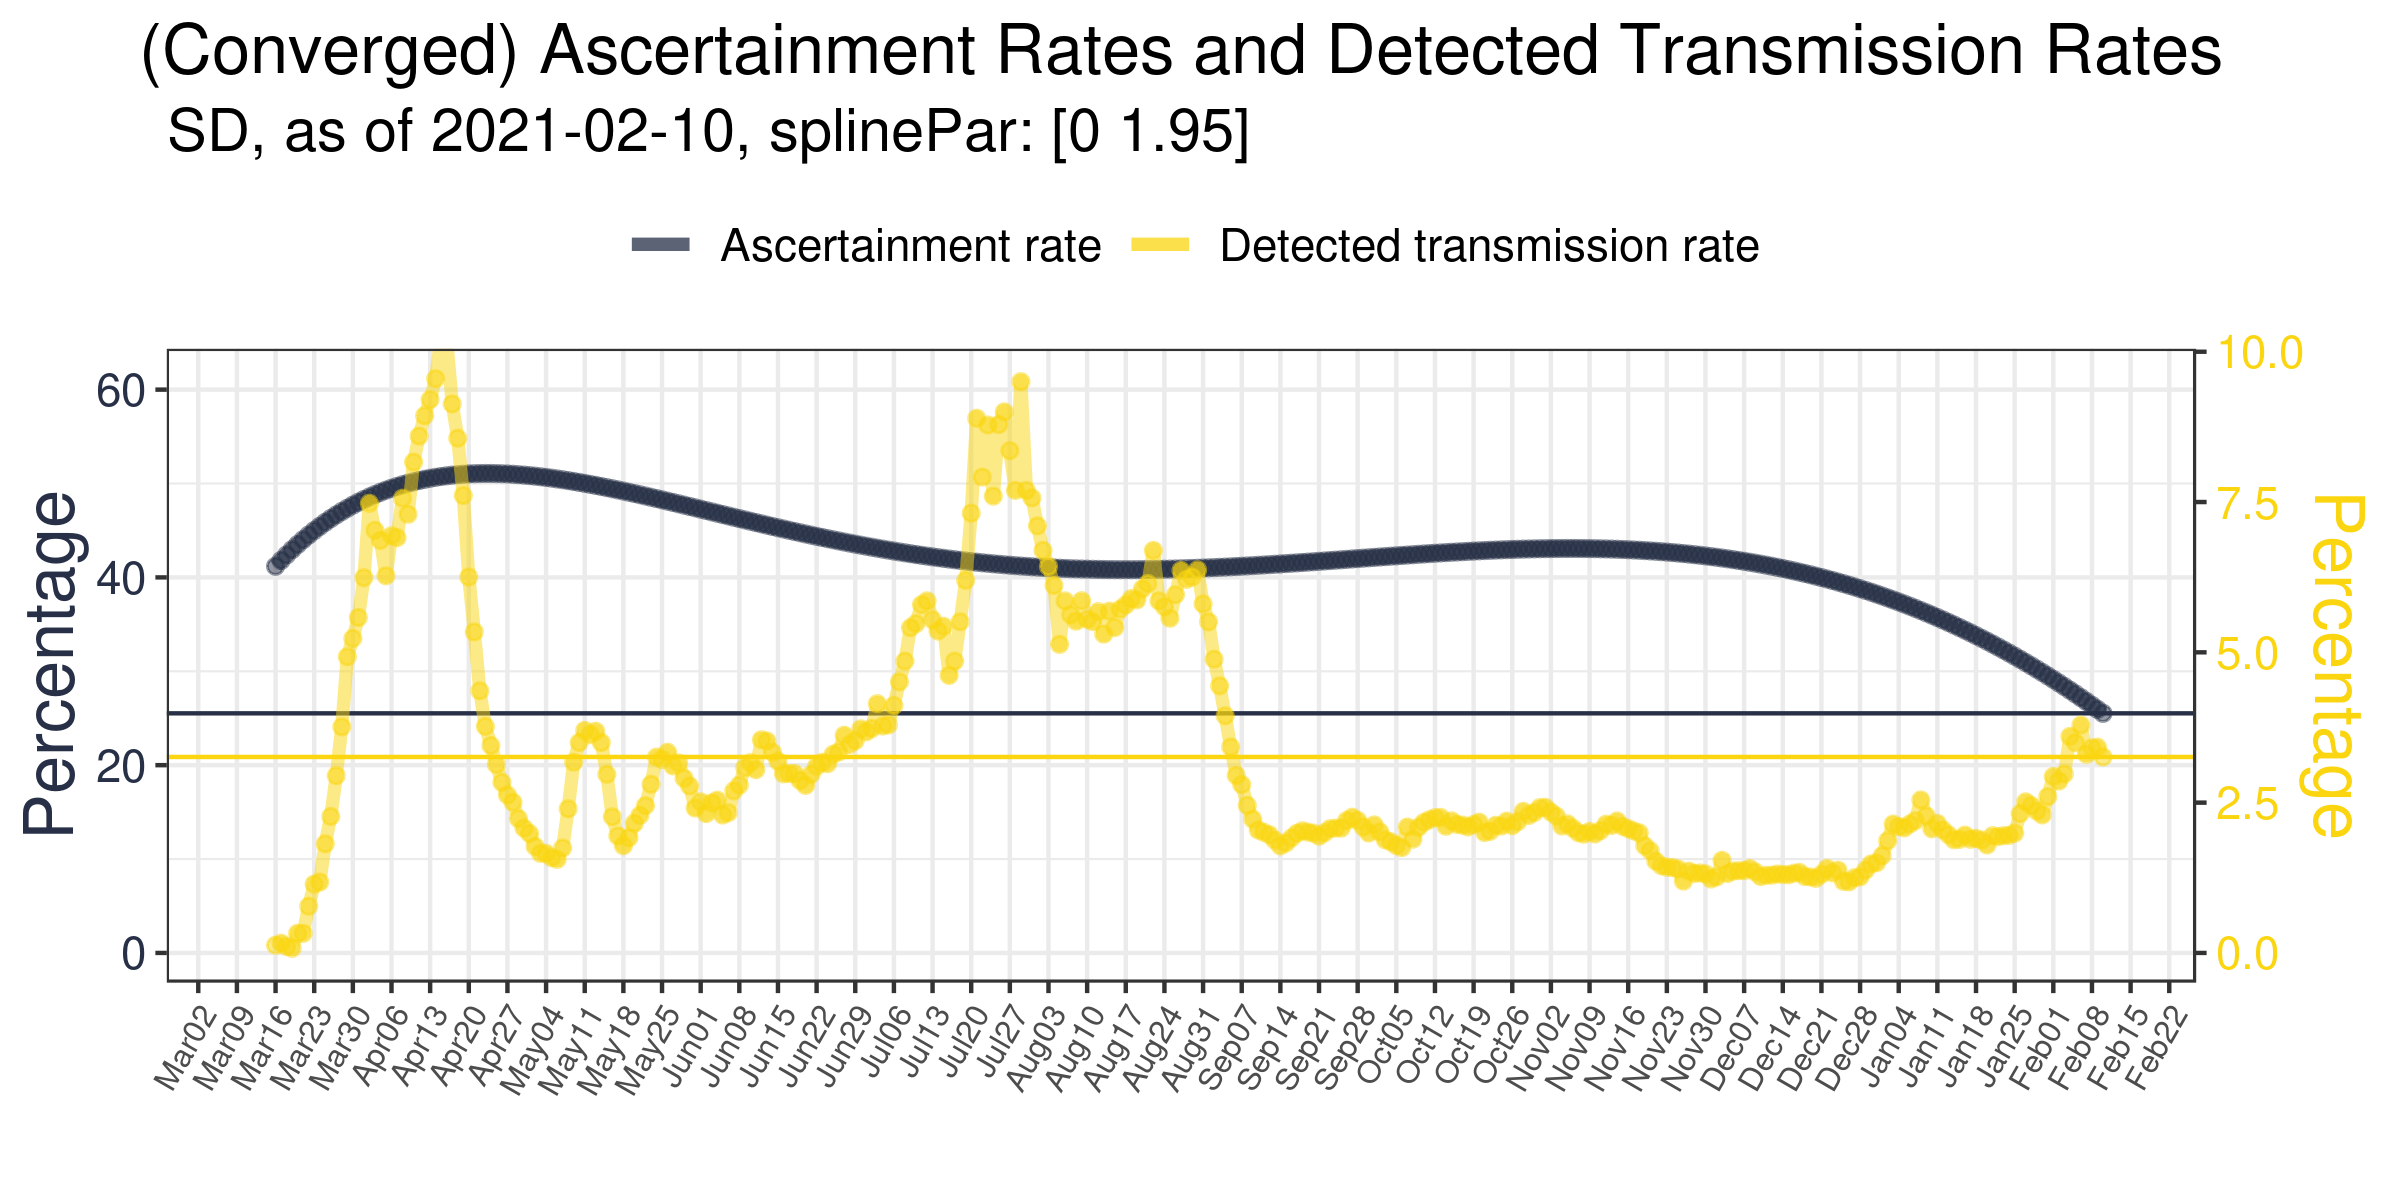 (Converged) Ascertainment Rates and Detected Transmission Rates
SD, as of 2021-02-10, splinePar: [0 1.95]
Ascertainment rate Detected transmission rate
Percentage
60
40
20
0
10.0
7.5
5.0
2.5
0.0
Percentage
Mar02
Mar09
Mar16
Mar23
Mar30
Apr06
Apr13
Apr20
Apr27
May04
May11
May18
May25
Jun01
Jun08
Jun15
Jun22
Jun29
Jul06
Jul13
Jul20
Jul27
Aug03
Aug10
Aug17
Aug24
Aug31
Sep07
Sep14
Sep21
Sep28
Oct05
Oct12
Oct19
Oct26
Nov02
Nov09
Nov16
Nov23
Nov30
Dec07
Dec14
Dec21
Dec28
Jan04
Jan11
Jan18
Jan25
Feb01
Feb08
Feb15
Feb22